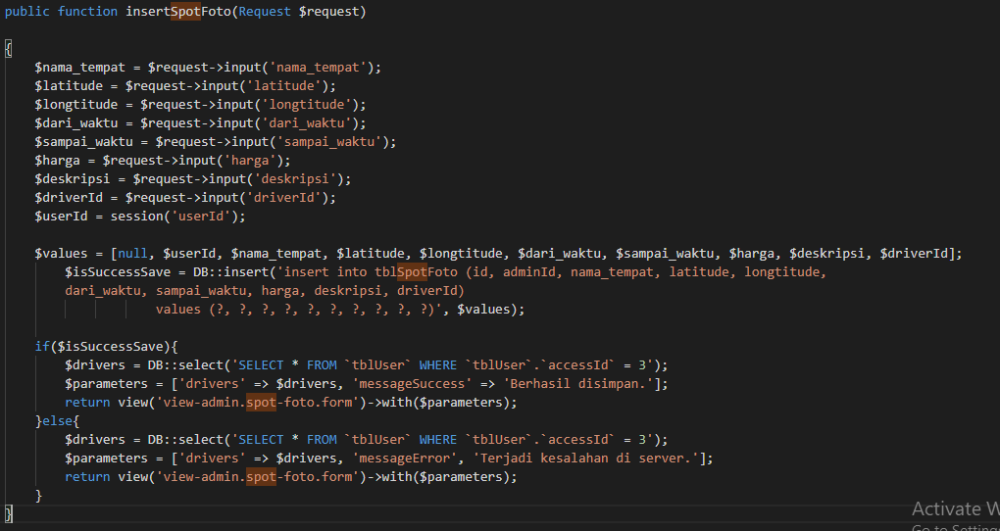 public function insertSpotFoto(Request $request)
{
$nama_tempat = $request->input('nama_tempat');
$latitude = $request->input('latitude');
$longtitude = $request->input('longtitude');
$dari_waktu = $request->input('dari_waktu');
$sampai_waktu = $request->input('sampai_waktu');
$harga = $request->input('harga');
$deskripsi = $request->input('deskripsi');
$driverId = $request->input('driverId');
$userId = session('userId');
$values = [null, $userId, $nama_tempat, $latitude, $longtitude, $dari_waktu, $sampai_waktu, $harga, $deskripsi, $driverId];
$isSuccessSave = DB::insert('insert into tblSpotFoto (id, adminId, nama_tempat, latitude, longtitude,
dari_waktu, sampai_waktu, harga, deskripsi, driverId)
values (?, ?, ?, ?, ?, ?, ?, ?, ?, ?)', $values);
if($isSuccessSave){
$drivers = DB::select('SELECT * FROM `tblUser` WHERE `tblUser`.`accessId` = 3');
$parameters = ['drivers' => $drivers, 'messageSuccess' => 'Berhasil disimpan.'];
return view('view-admin.spot-foto.form')->with($parameters);
}else{
$drivers = DB::select('SELECT * FROM `tblUser` WHERE `tblUser`.`accessId` = 3');
$parameters = ['drivers' => $drivers, 'messageError', 'Terjadi kesalahan di server.'];
return view('view-admin.spot-foto.form')->with($parameters);
}
}
Activate W
Go to Settings